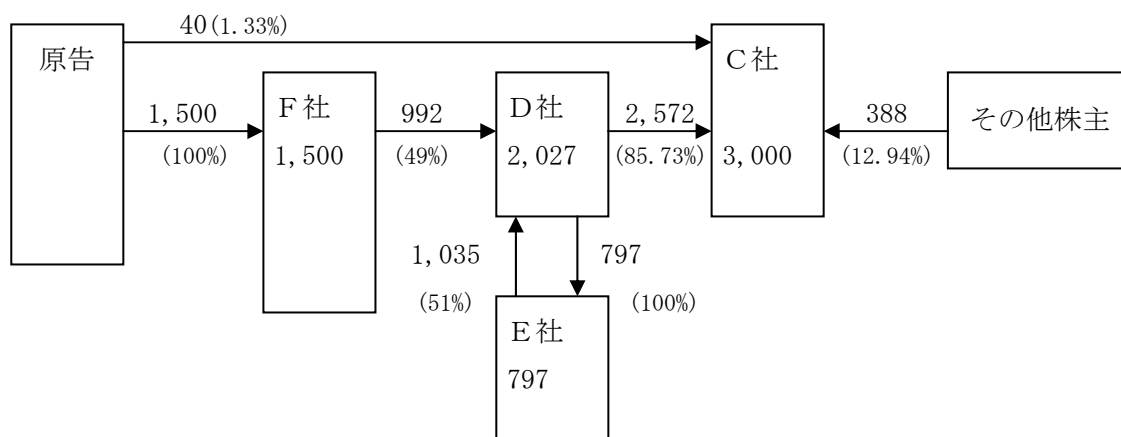 40(1.33%)
原告
1,500
(100%)
F社
1,500
992
(49%)
D社
2,027
2,572
(85.73%)
C社
3,000
388
(12.94%)
その他株主
1,035
(51%)
797
(100%)
E社
797